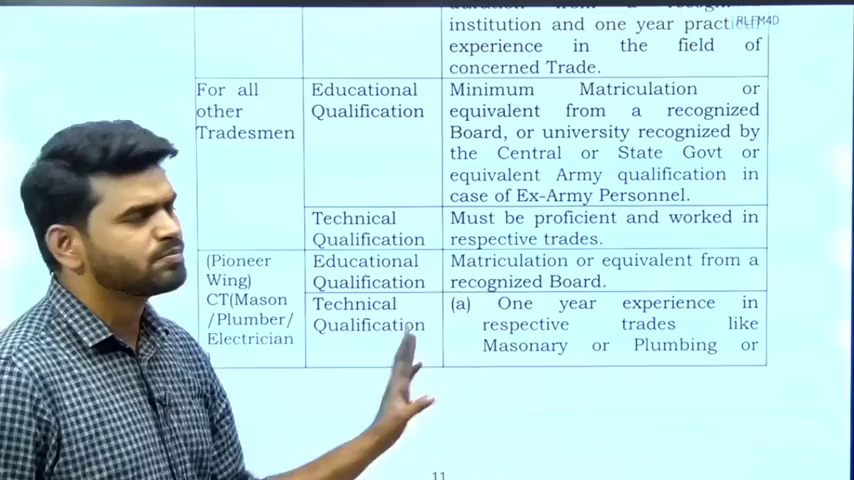 institution and one year practical
RLFM4D
experience in the field of
concerned Trade.
For all
other
Tradesmen
Educational
Qualification
Minimum Matriculation or
equivalent from a recognized
Board, or university recognized by
the Central or State Govt or
equivalent Army qualification in
case of Ex-Army Personnel.
Technical
Qualification
Must be proficient and worked in
respective trades.
(Pioneer
Wing)
CT(Mason
/Plumber/
Electrician
Educational
Qualification
Matriculation or equivalent from a
recognized Board.
Technical
Qualification
(a) One year experience in
respective trades like
Masonary or Plumbing or
11